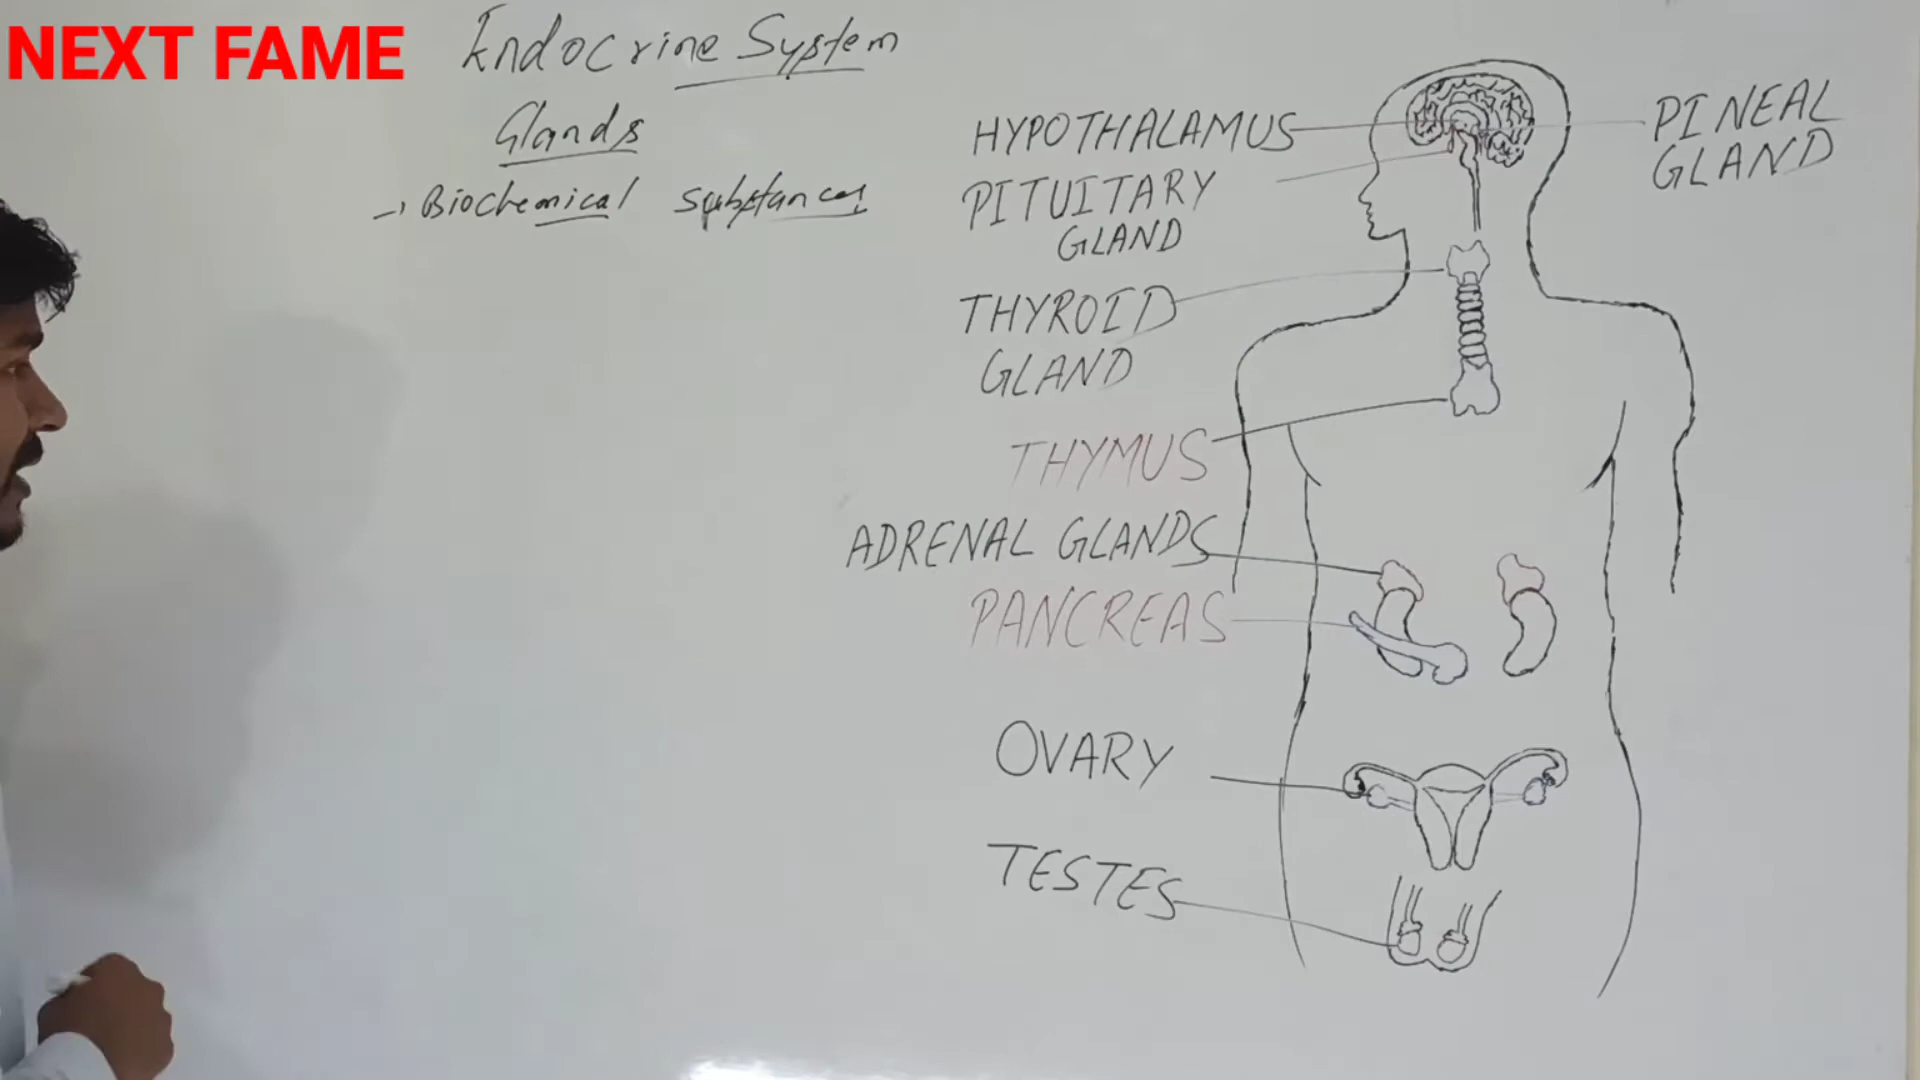 NEXT FAME
Endocrine System
Glands
→ Biochemical substances
HYPOTHALAMUS
PITUITARY
GLAND
THYROID
GLAND
THYMUS
ADRENAL GLANDS
PANCREAS
OVARY
TESTES
PINEAL
GLAND